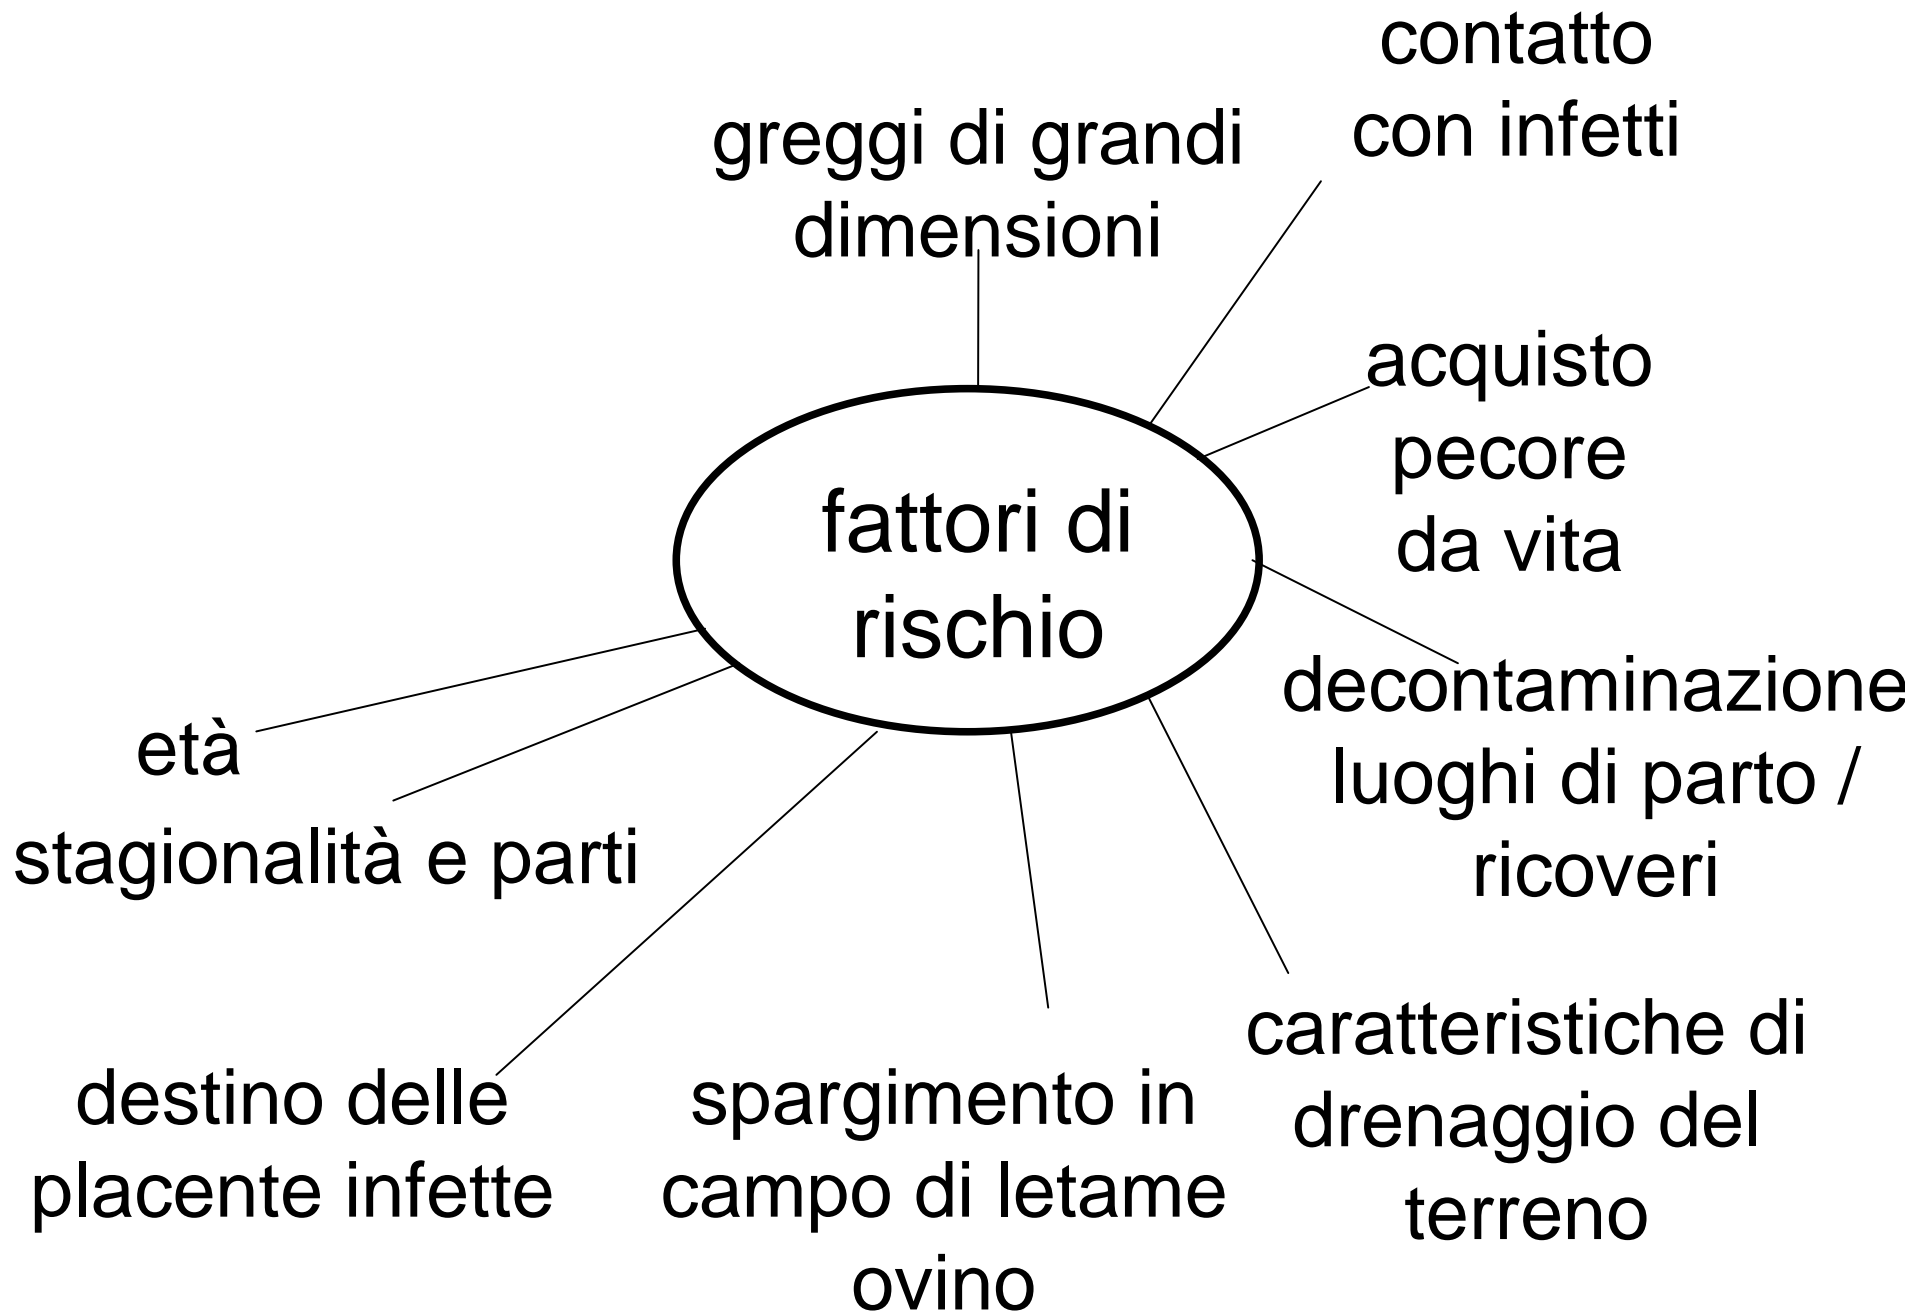 contatto
con infetti
greggi di grandi
dimensioni
acquisto
pecore
da vita
fattori di
rischio
decontaminazione
luoghi di parto /
ricoveri
età
stagionalità e parti
caratteristiche di
drenaggio del
terreno
destino delle
placente infette
spargimento in
campo di letame
ovino